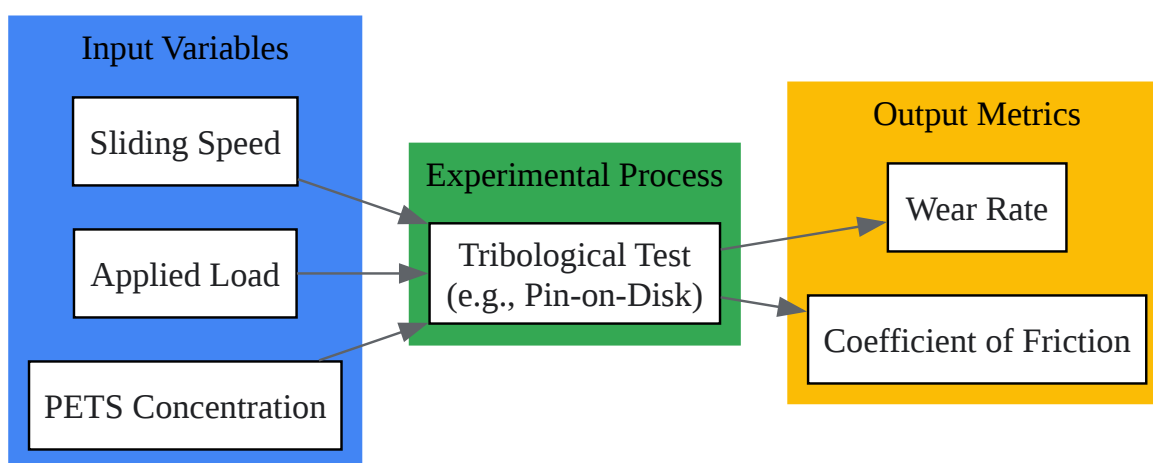 Input Variables
Sliding Speed
Applied Load
PETS Concentration
Experimental Process
Tribological Test
(e.g., Pin-on-Disk)
Output Metrics
Wear Rate
Coefficient of Friction